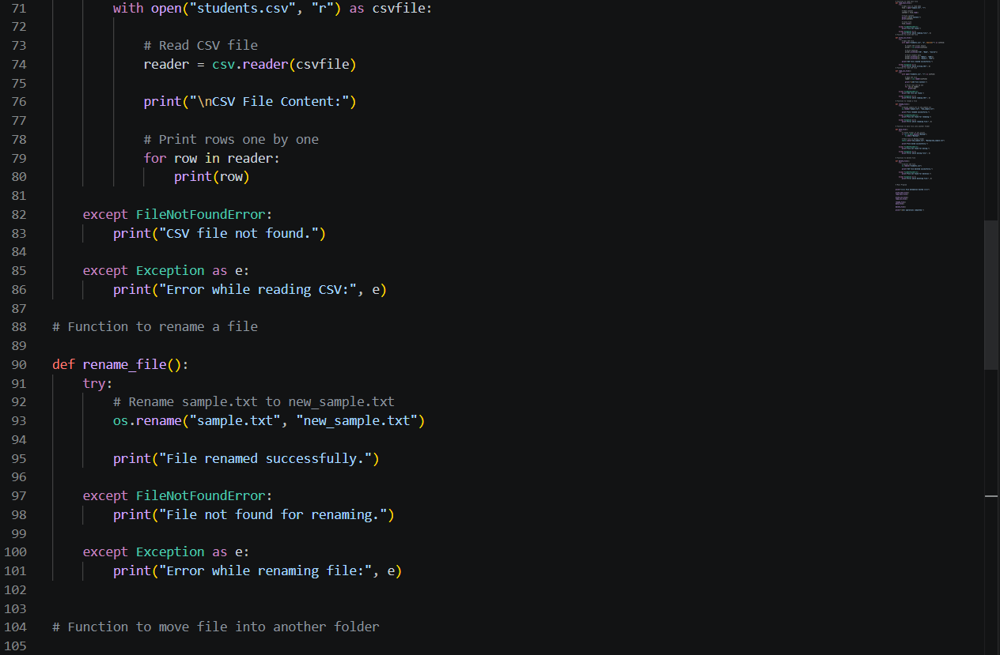 71 with open("students.csv", "r") as csvfile:
72
73 # Read CSV file
74 reader = csv.reader(csvfile)
75
76 print("\nCSV File Content:")
77
78 # Print rows one by one
79 for row in reader:
80 print(row)
81
82 except FileNotFoundError:
83 print("CSV file not found.")
84
85 except Exception as e:
86 print("Error while reading CSV:", e)
87
88 # Function to rename a file
89
90 def rename_file():
91 try:
92 # Rename sample.txt to new_sample.txt
93 os.rename("sample.txt", "new_sample.txt")
94
95 print("File renamed successfully.")
96
97 except FileNotFoundError:
98 print("File not found for renaming.")
99
100 except Exception as e:
101 print("Error while renaming file:", e)
102
103
104 # Function to move file into another folder
105